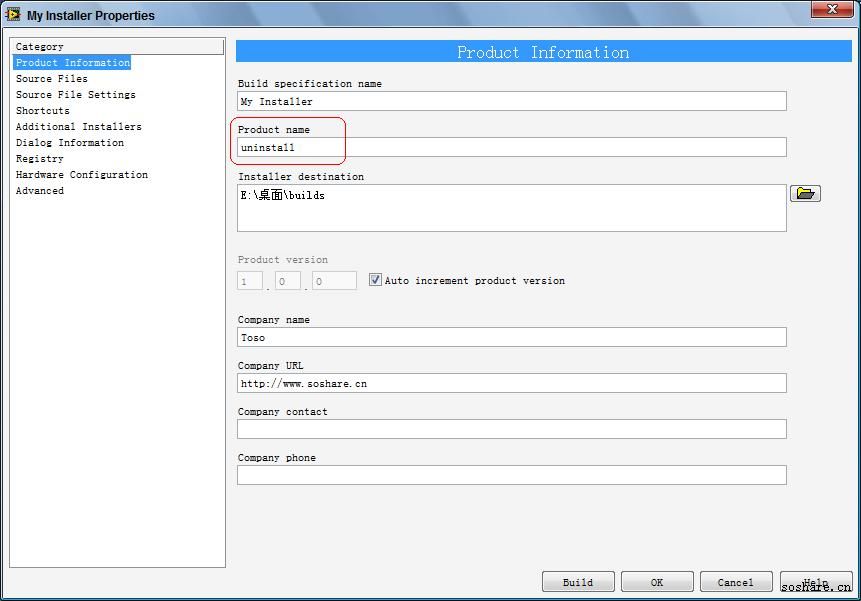 My Installer Properties
Category
Product Information
Source Files
Source File Settings
Shortcuts
Additional Installers
Dialog Information
Registry
Hardware Configuration
Advanced
Product Information
Build specification name
My Installer
Product name
uninstall
Installer destination
E:\桌面\builds
Product version
1 . 0 . 0 Auto increment product version
Company name
Toso
Company URL
http://www.soshare.cn
Company contact
Company phone
Build OK Cancel Help
soshare.cn